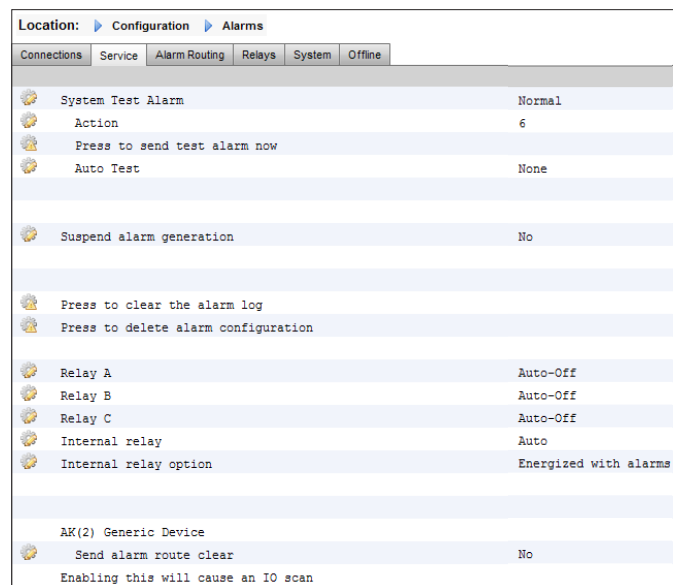 Location: Configuration Alarms
Connections Service Alarm Routing Relays System Offline
System Test Alarm Normal
Action 6
Press to send test alarm now
Auto Test None
Suspend alarm generation No
Press to clear the alarm log
Press to delete alarm configuration
Relay A Auto-Off
Relay B Auto-Off
Relay C Auto-Off
Internal relay Auto
Internal relay option Energized with alarms
AK(2) Generic Device
Send alarm route clear No
Enabling this will cause an IO scan